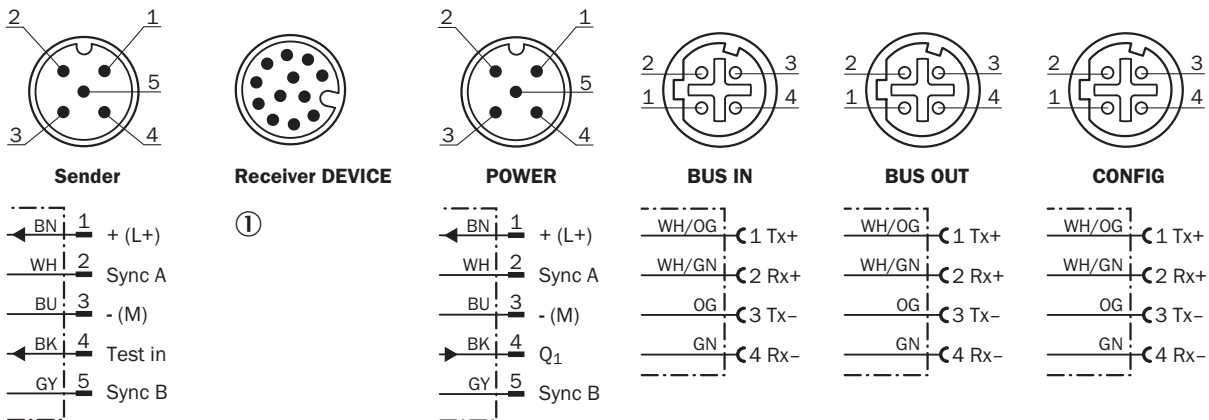 2 1
5
3 4
Sender
BN 1 + (L+)
WH 2 Sync A
BU 3 - (M)
BK 4 Test in
GY 5 Sync B
Receiver DEVICE
①
2 1
5
3 4
POWER
BN 1 + (L+)
WH 2 Sync A
BU 3 - (M)
BK 4 Q1
GY 5 Sync B
2 3
1 4
BUS IN
WH/OG 1 Tx+
WH/GN 2 Rx+
OG 3 Tx–
GN 4 Rx–
2 3
1 4
BUS OUT
WH/OG 1 Tx+
WH/GN 2 Rx+
OG 3 Tx–
GN 4 Rx–
2 3
1 4
CONFIG
WH/OG 1 Tx+
WH/GN 2 Rx+
OG 3 Tx–
GN 4 Rx–